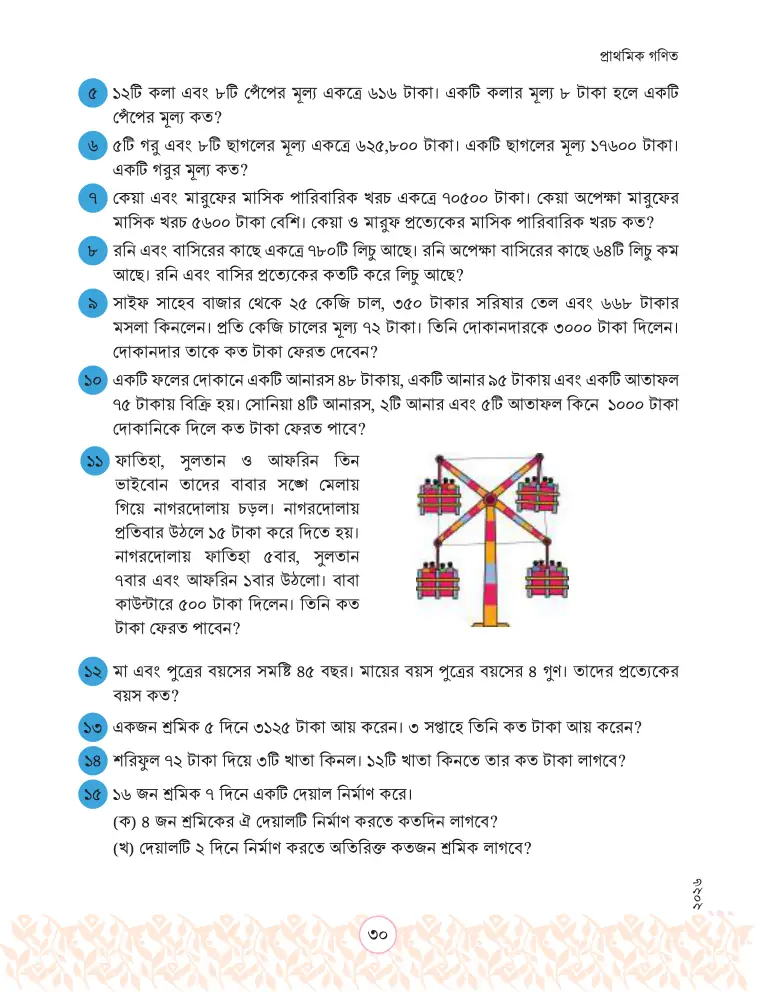 প্রাথমিক গণিত
৫ ১২টি কলা এবং ৮টি পেঁপের মূল্য একত্রে ৬১৬ টাকা। একটি কলার মূল্য ৮ টাকা হলে একটি
পেঁপের মূল্য কত?
৬ ৫টি গরু এবং ৮টি ছাগলের মূল্য একত্রে ৬২৫,৮০০ টাকা। একটি ছাগলের মূল্য ১৭৬০০ টাকা।
একটি গরুর মূল্য কত?
৭ কেয়া এবং মারুফের মাসিক পারিবারিক খরচ একত্রে ৭০৫০০ টাকা। কেয়া অপেক্ষা মারুফের
মাসিক খরচ ৫৬০০ টাকা বেশি। কেয়া ও মারুফ প্রত্যেকের মাসিক পারিবারিক খরচ কত?
৮ রনি এবং বাসিরের কাছে একত্রে ৭৮০টি লিচু আছে। রনি অপেক্ষা বাসিরের কাছে ৬৪টি লিচু কম
আছে। রনি এবং বাসির প্রত্যেকের কতটি করে লিচু আছে?
৯ সাইফ সাহেব বাজার থেকে ২৫ কেজি চাল, ৩৫০ টাকার সরিষার তেল এবং ৬৬৮ টাকার
মসলা কিনলেন। প্রতি কেজি চালের মূল্য ৭২ টাকা। তিনি দোকানদারকে ৩০০০ টাকা দিলেন।
দোকানদার তাকে কত টাকা ফেরত দেবেন?
১০ একটি ফলের দোকানে একটি আনারস ৪৮ টাকায়, একটি আনার ৯৫ টাকায় এবং একটি আতাফল
৭৫ টাকায় বিক্রি হয়। সোনিয়া ৪টি আনারস, ২টি আনার এবং ৫টি আতাফল কিনে ১০০০ টাকা
দোকানিকে দিলে কত টাকা ফেরত পাবে?
১১ ফাতিহা, সুলতান ও আফরিন তিন
ভাইবোন তাদের বাবার সঙ্গে মেলায়
গিয়ে নাগরদোলায় চড়ল। নাগরদোলায়
প্রতিবার উঠলে ১৫ টাকা করে দিতে হয়।
নাগরদোলায় ফাতিহা ৫বার, সুলতান
৭বার এবং আফরিন ১বার উঠলো। বাবা
কাউন্টারে ৫০০ টাকা দিলেন। তিনি কত
টাকা ফেরত পাবেন?
১২ মা এবং পুত্রের বয়সের সমষ্টি ৪৫ বছর। মায়ের বয়স পুত্রের বয়সের ৪ গুণ। তাদের প্রত্যেকের
বয়স কত?
১৩ একজন শ্রমিক ৫ দিনে ৩১২৫ টাকা আয় করেন। ৩ সপ্তাহে তিনি কত টাকা আয় করেন?
১৪ শরিফুল ৭২ টাকা দিয়ে ৩টি খাতা কিনল। ১২টি খাতা কিনতে তার কত টাকা লাগবে?
১৫ ১৬ জন শ্রমিক ৭ দিনে একটি দেয়াল নির্মাণ করে।
(ক) ৪ জন শ্রমিকের ঐ দেয়ালটি নির্মাণ করতে কতদিন লাগবে?
(খ) দেয়ালটি ২ দিনে নির্মাণ করতে অতিরিক্ত কতজন শ্রমিক লাগবে?
২০২৬
৩০